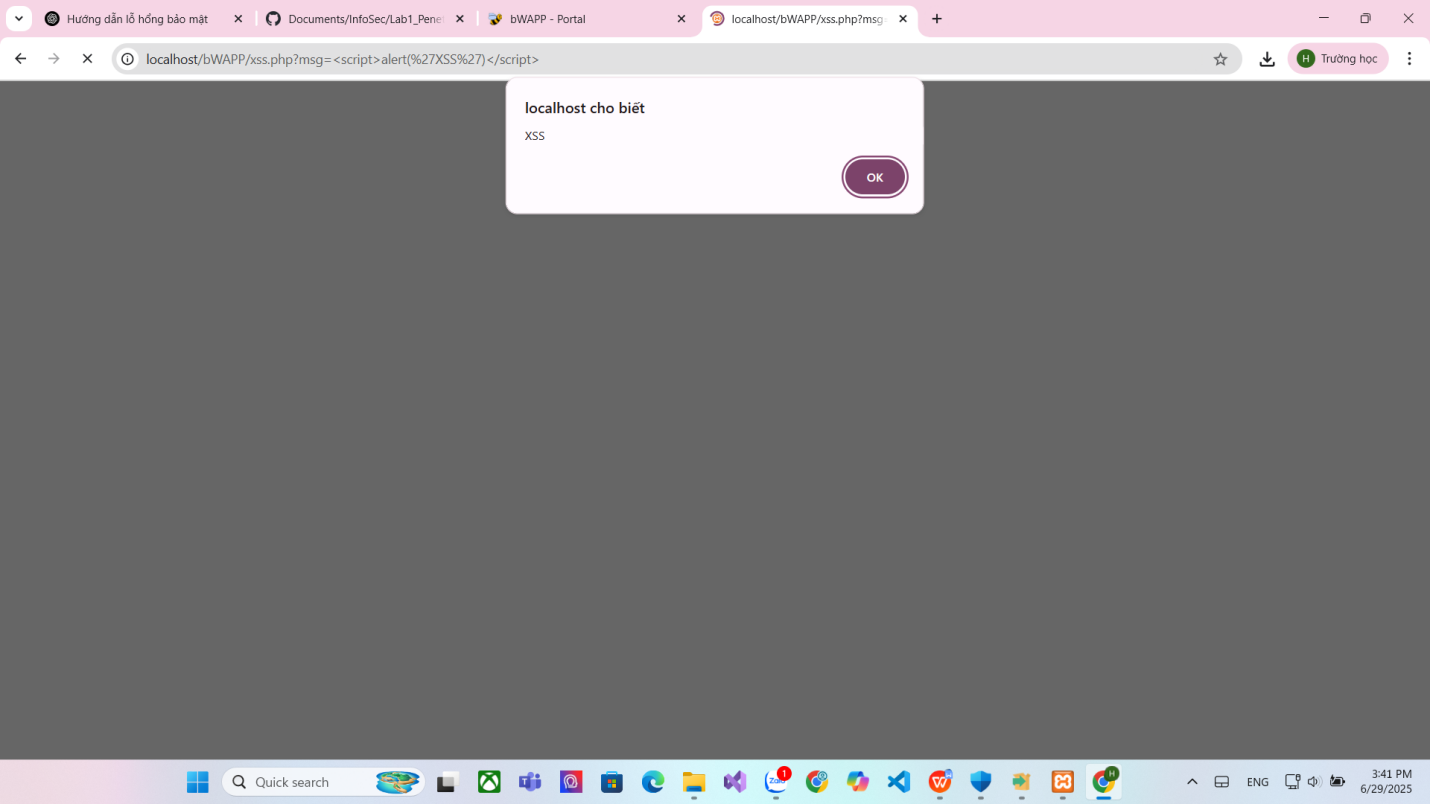 Hướng dẫn lỗ hổng bảo mật
Documents/InfoSec/Lab1_Pene
bWAPP - Portal
localhost/bWAPP/xss.php?msg=
localhost/bWAPP/xss.php?msg=<script>alert(%27XSS%27)</script>
H
Trường học
localhost cho biết
XSS
OK
Quick search
Zalo
1
H
ENG
3:41 PM
6/29/2025